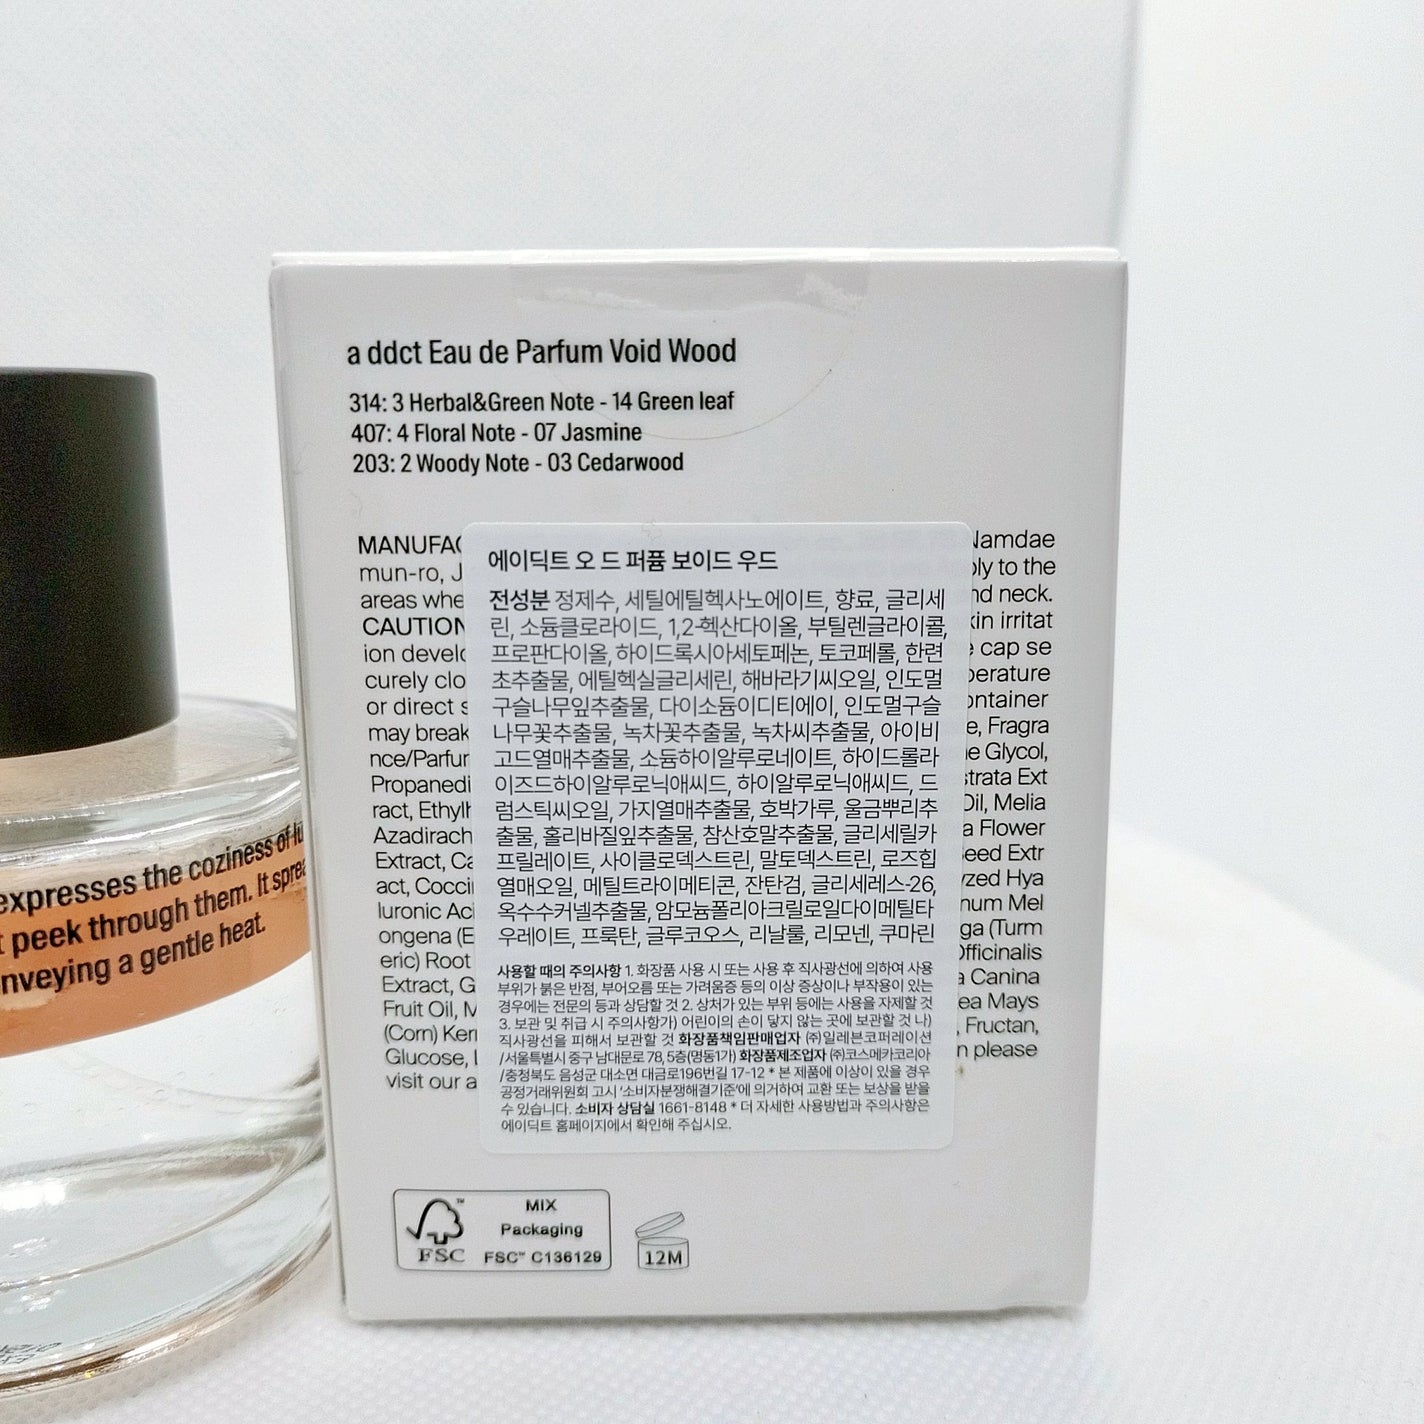 a ddct Eau de Parfum Void Wood
314: 3 Herbal&Green Note - 14 Green leaf
407: 4 Floral Note - 07 Jasmine
203: 2 Woody Note - 03 Cedarwood
MANUFAC Namdae
mun-ro, J ply to the
areas whe nd neck.
CAUTION kin irritat
ion develo cap se
curely clo perature
or direct s ontainer
may break e, Fragra
nce/Parfur e Glycol,
Propanedi strata Ext
ract, Ethylh Oil, Melia
Azadirach a Flower
Extract, Ca eed Extr
act, Coccin yzed Hya
luronic Aci num Mel
ongena (E ga (Turm
eric) Root Officinalis
Extract, G a Canina
Fruit Oil, M ea Mays
(Corn) Ker , Fructan,
Glucose, L n please
visit our a
에이딕트 오 드 퍼퓸 보이드 우드
전성분 정제수, 세틸에틸헥사노에이트, 향료, 글리세
린, 소듐클로라이드, 1,2-헥산다이올, 부틸렌글라이콜,
프로판다이올, 하이드록시아세토페논, 토코페롤, 한련
초추출물, 에틸헥실글리세린, 해바라기씨오일, 인도멀
구슬나무잎추출물, 다이소듐이디티에이, 인도멀구슬
나무꽃추출물, 녹차꽃추출물, 녹차씨추출물, 아이비
고드열매추출물, 소듐하이알루로네이트, 하이드롤라
이즈드하이알루로닉애씨드, 하이알루로닉애씨드, 드
럼스틱씨오일, 가지열매추출물, 호박가루, 울금뿌리추
출물, 홀리바질잎추출물, 참산호말추출물, 글리세릴카
프릴레이트, 사이클로덱스트린, 말토덱스트린, 로즈힙
열매오일, 메틸트라이메티콘, 잔탄검, 글리세레스-26,
옥수수커넬추출물, 암모늄폴리아크릴로일다이메틸타
우레이트, 프룩탄, 글루코오스, 리날룰, 리모넨, 쿠마린
사용할 때의 주의사항 1. 화장품 사용 시 또는 사용 후 직사광선에 의하여 사용
부위가 붉은 반점, 부어오름 또는 가려움증 등의 이상 증상이나 부작용이 있는
경우에는 전문의 등과 상담할 것 2. 상처가 있는 부위 등에는 사용을 자제할 것
3. 보관 및 취급 시 주의사항가) 어린이의 손이 닿지 않는 곳에 보관할 것 나)
직사광선을 피해서 보관할 것 화장품책임판매업자 ㈜일레븐코퍼레이션
/서울특별시 중구 남대문로 78, 5층(명동1가) 화장품제조업자 ㈜코스메카코리아
/충청북도 음성군 대소면 대금로196번길 17-12 * 본 제품에 이상이 있을 경우
공정거래위원회 고시 '소비자분쟁해결기준'에 의거하여 교환 또는 보상을 받을
수 있습니다. 소비자 상담실 1661-8148 * 더 자세한 사용방법과 주의사항은
에이딕트 홈페이지에서 확인해 주십시오.
FSC™
MIX
Packaging
FSC™ C136129
12M
expresses the coziness of lu
t peek through them. It sprea
nveying a gentle heat.